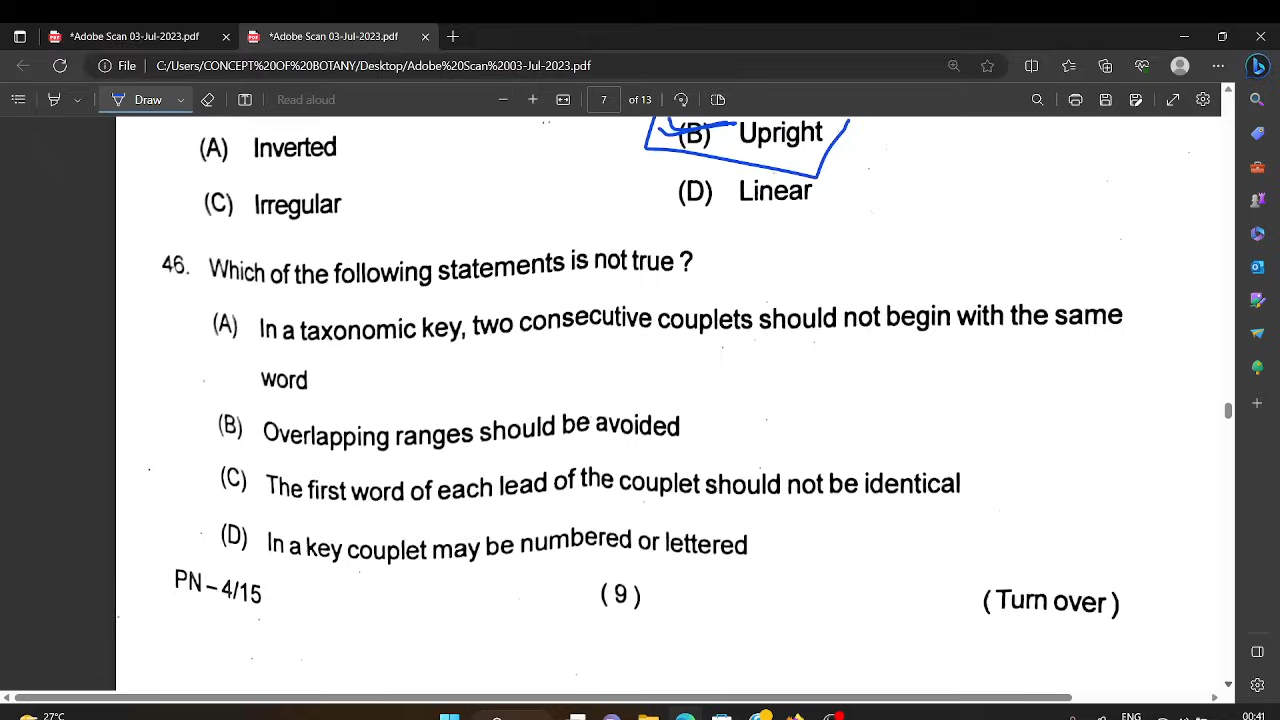 *Adobe Scan 03-Jul-2023.pdf
*Adobe Scan 03-Jul-2023.pdf
File
C:/Users/CONCEPT%20OF%20BOTANY/Desktop/Adobe%20Scan%2003-Jul-2023.pdf
Draw
Read aloud
7 of 13
(A) Inverted
(B) Upright
(C) Irregular
(D) Linear
46. Which of the following statements is not true ?
(A) In a taxonomic key, two consecutive couplets should not begin with the same
word
(B) Overlapping ranges should be avoided
(C) The first word of each lead of the couplet should not be identical
(D) In a key couplet may be numbered or lettered
PN – 4/15
( 9 )
( Turn over )
27°C
ENG
00:41